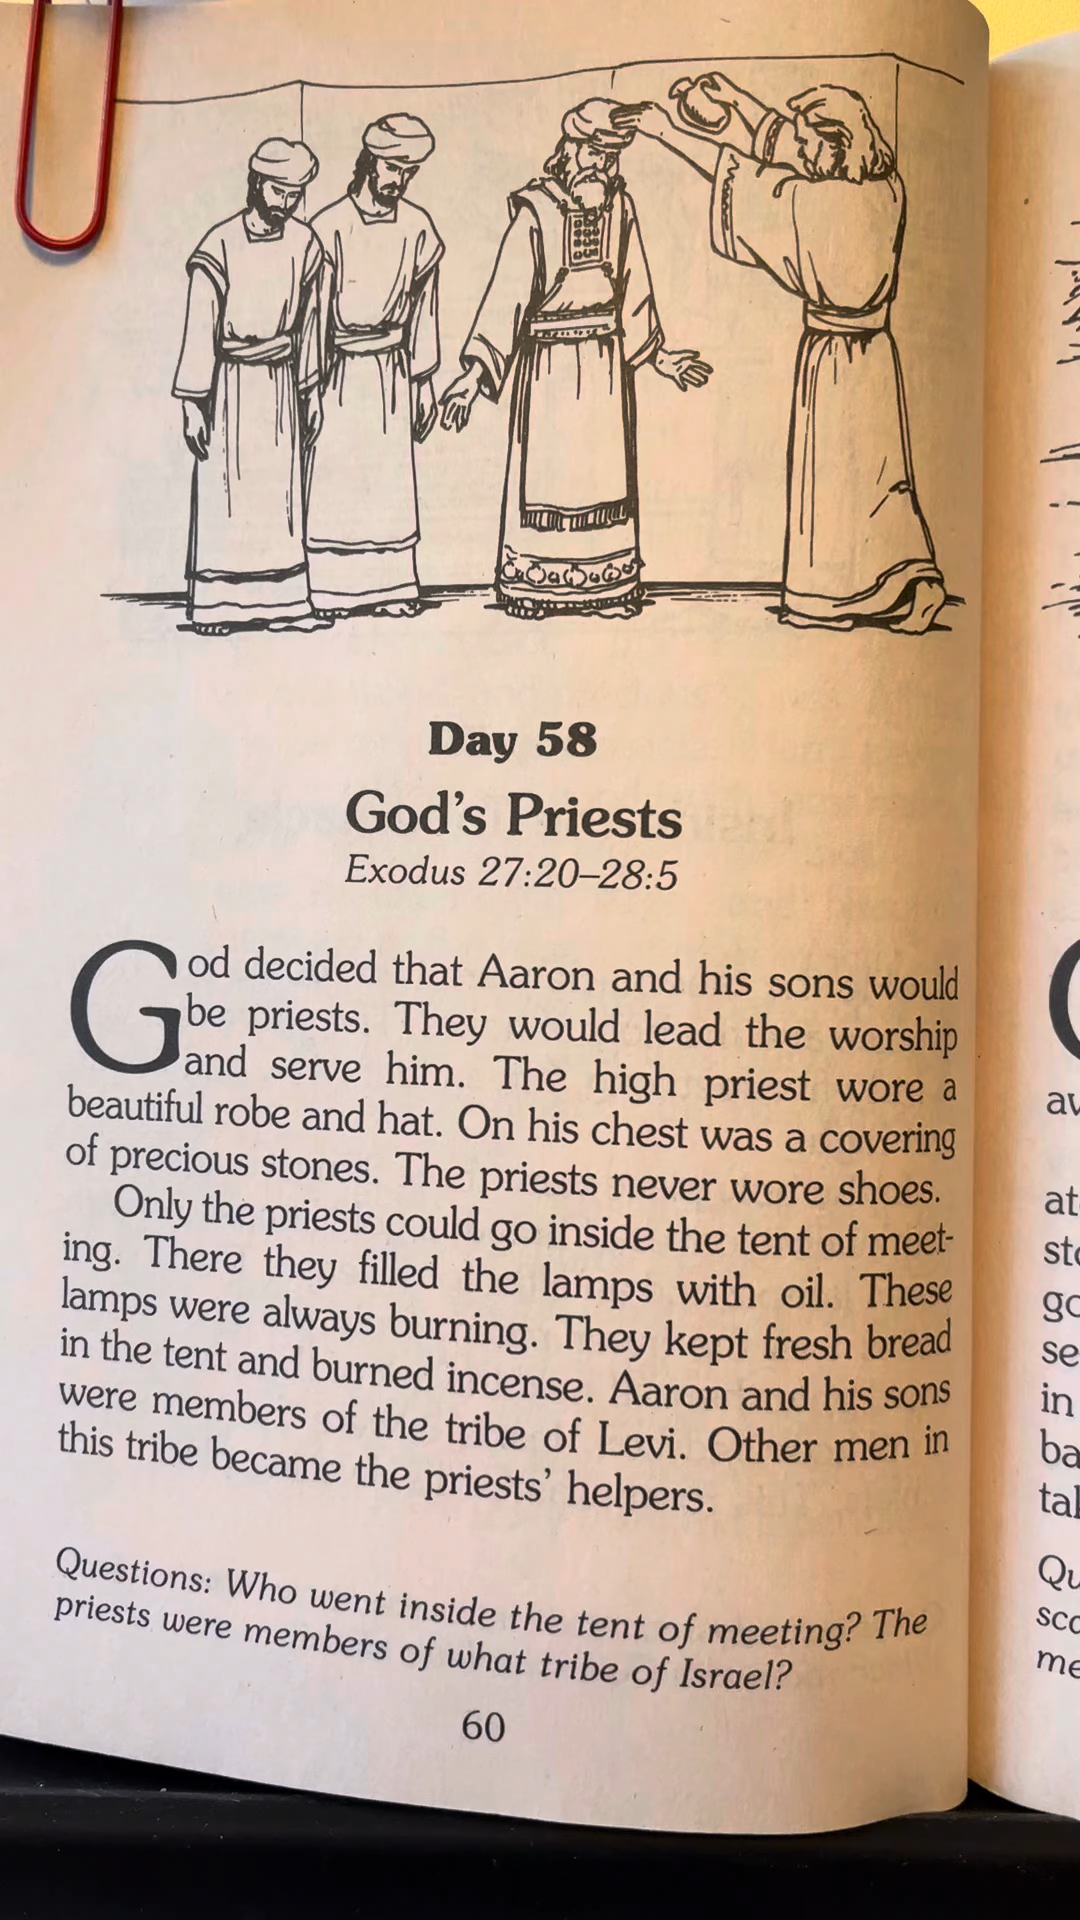 Day 58
God's Priests
Exodus 27:20–28:5
God decided that Aaron and his sons would
be priests. They would lead the worship
and serve him. The high priest wore a
beautiful robe and hat. On his chest was a covering
of precious stones. The priests never wore shoes.
Only the priests could go inside the tent of meet-
ing. There they filled the lamps with oil. These
lamps were always burning. They kept fresh bread
in the tent and burned incense. Aaron and his sons
were members of the tribe of Levi. Other men in
this tribe became the priests' helpers.
Questions: Who went inside the tent of meeting? The
priests were members of what tribe of Israel?
60